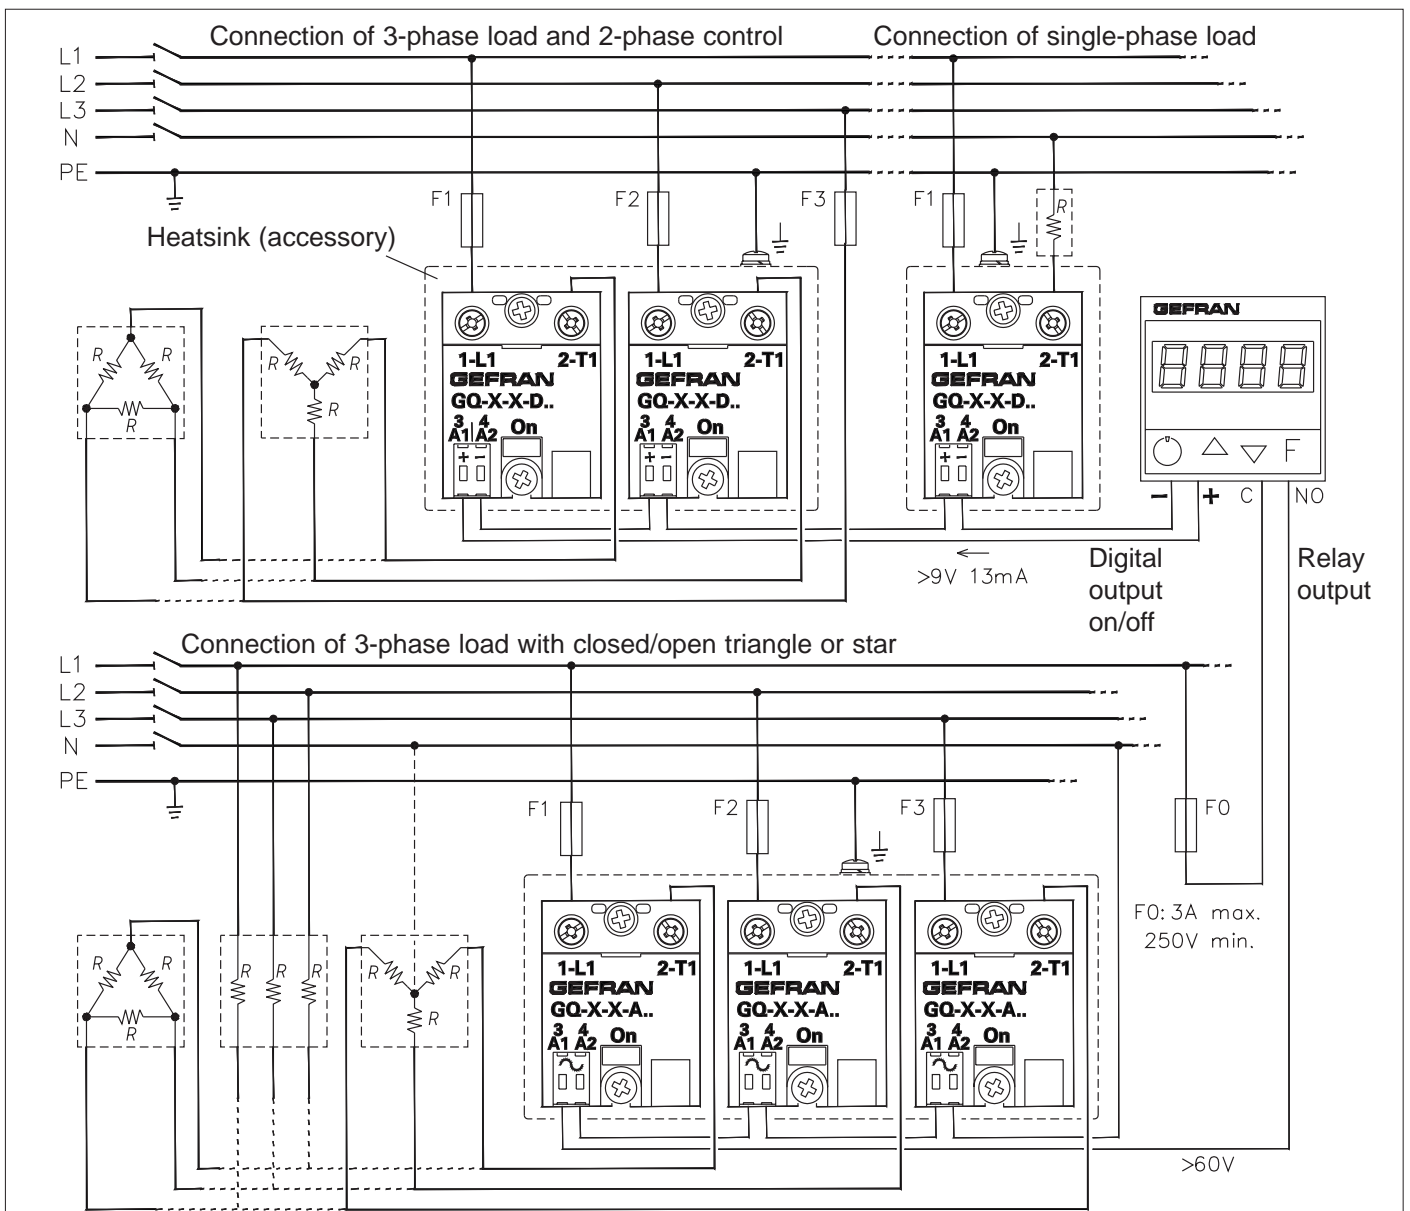 Connection of 3-phase load and 2-phase control
Connection of single-phase load
L1
L2
L3
N
PE
F1
F2
F3
F1
R
Heatsink (accessory)
R R
R
R R
R
1-L1 2-T1
GEFRAN
GQ-X-X-D..
3 4
A1 A2 On
+ -
1-L1 2-T1
GEFRAN
GQ-X-X-D..
3 4
A1 A2 On
+ -
1-L1 2-T1
GEFRAN
GQ-X-X-D..
3 4
A1 A2 On
+ -
GEFRAN
8888
F
- + C NO
>9V 13mA
Digital
output
on/off
Relay
output
Connection of 3-phase load with closed/open triangle or star
L1
L2
L3
N
PE
F1
F2
F3
F0
F0: 3A max.
250V min.
R R
R
R R R
R R
R
1-L1 2-T1
GEFRAN
GQ-X-X-A..
3 4
A1 A2 On
1-L1 2-T1
GEFRAN
GQ-X-X-A..
3 4
A1 A2 On
1-L1 2-T1
GEFRAN
GQ-X-X-A..
3 4
A1 A2 On
>60V